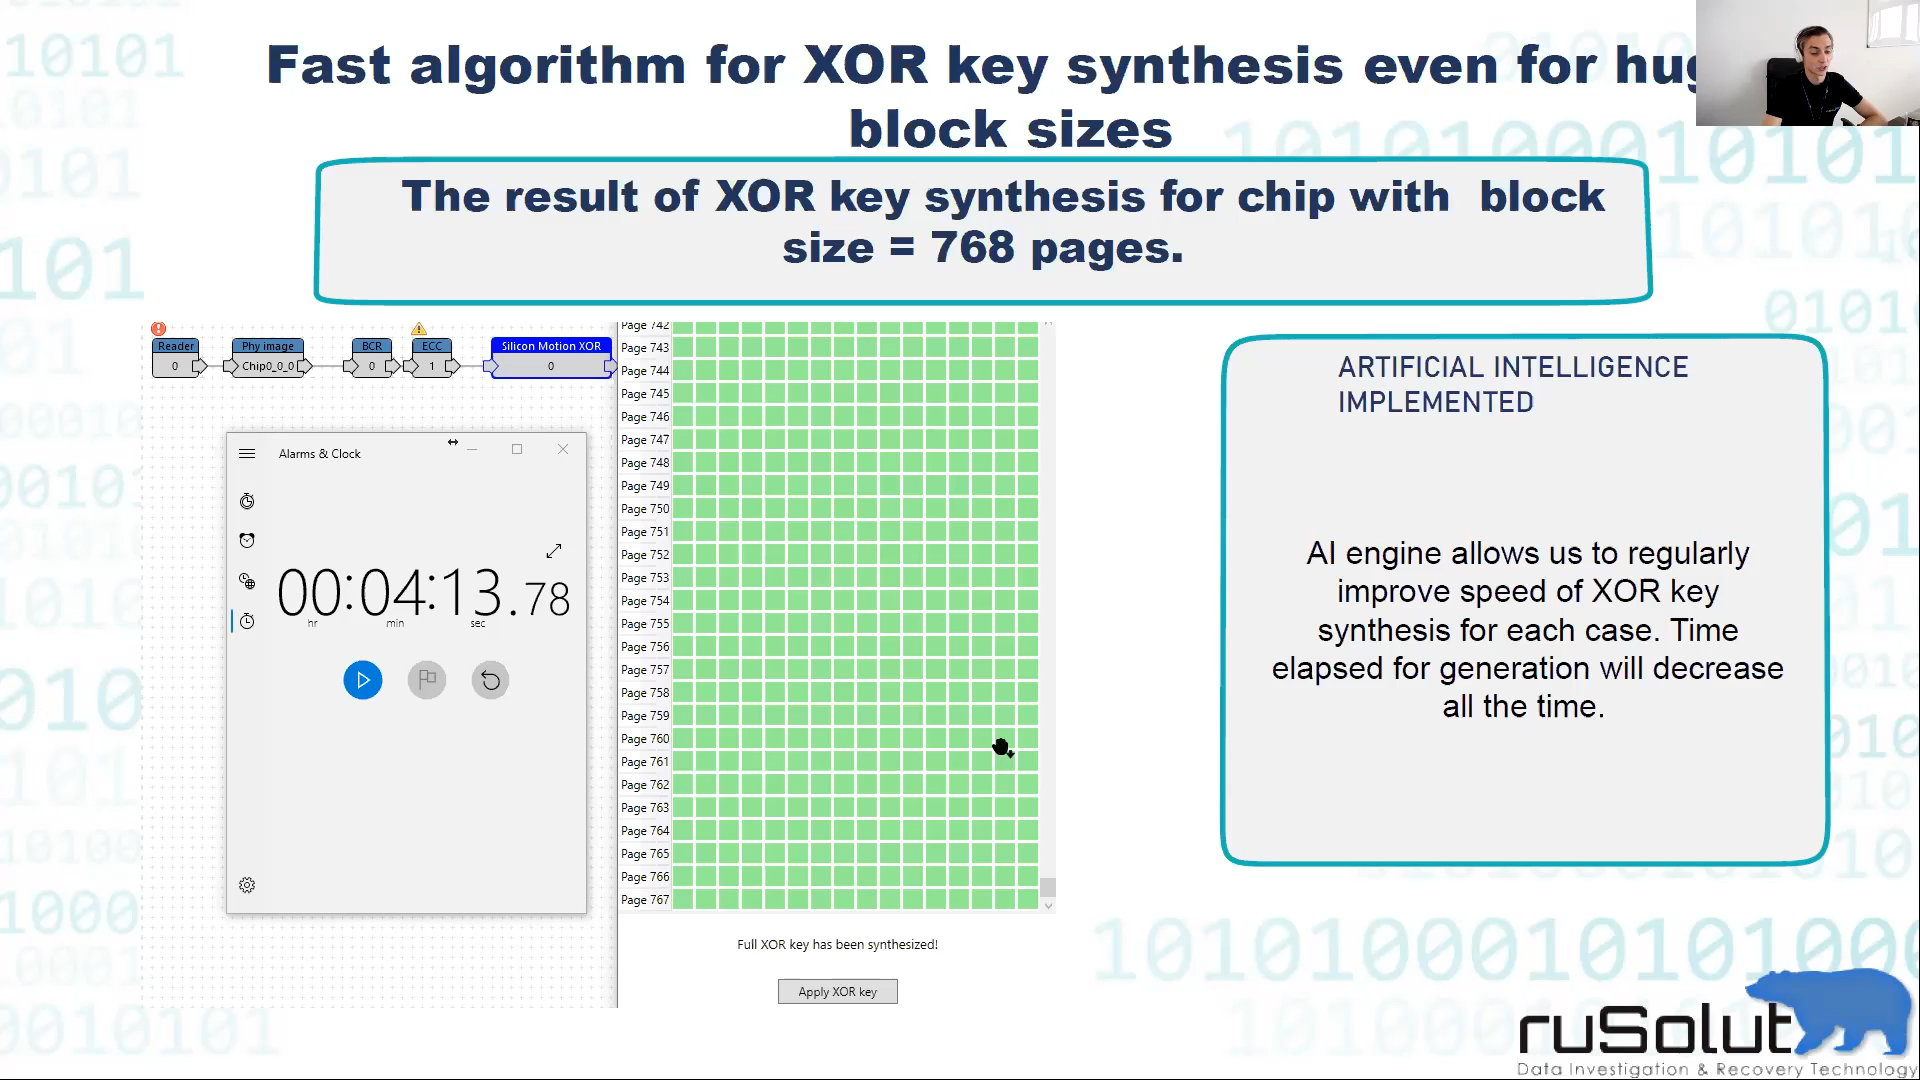 Fast algorithm for XOR key synthesis even for
block sizes
The result of XOR key synthesis for chip with block
size = 768 pages.
Reader
0
Phy image
Chip0_0_0
BCR
0
ECC
1
Silicon Motion XOR
0
Alarms & Clock
00:04:13.78
hr min sec
Page 742
Page 743
Page 744
Page 745
Page 746
Page 747
Page 748
Page 749
Page 750
Page 751
Page 752
Page 753
Page 754
Page 755
Page 756
Page 757
Page 758
Page 759
Page 760
Page 761
Page 762
Page 763
Page 764
Page 765
Page 766
Page 767
Full XOR key has been synthesized!
Apply XOR key
ARTIFICIAL INTELLIGENCE
IMPLEMENTED
AI engine allows us to regularly
improve speed of XOR key
synthesis for each case. Time
elapsed for generation will decrease
all the time.
ruSolut
Data Investigation & Recovery Technology